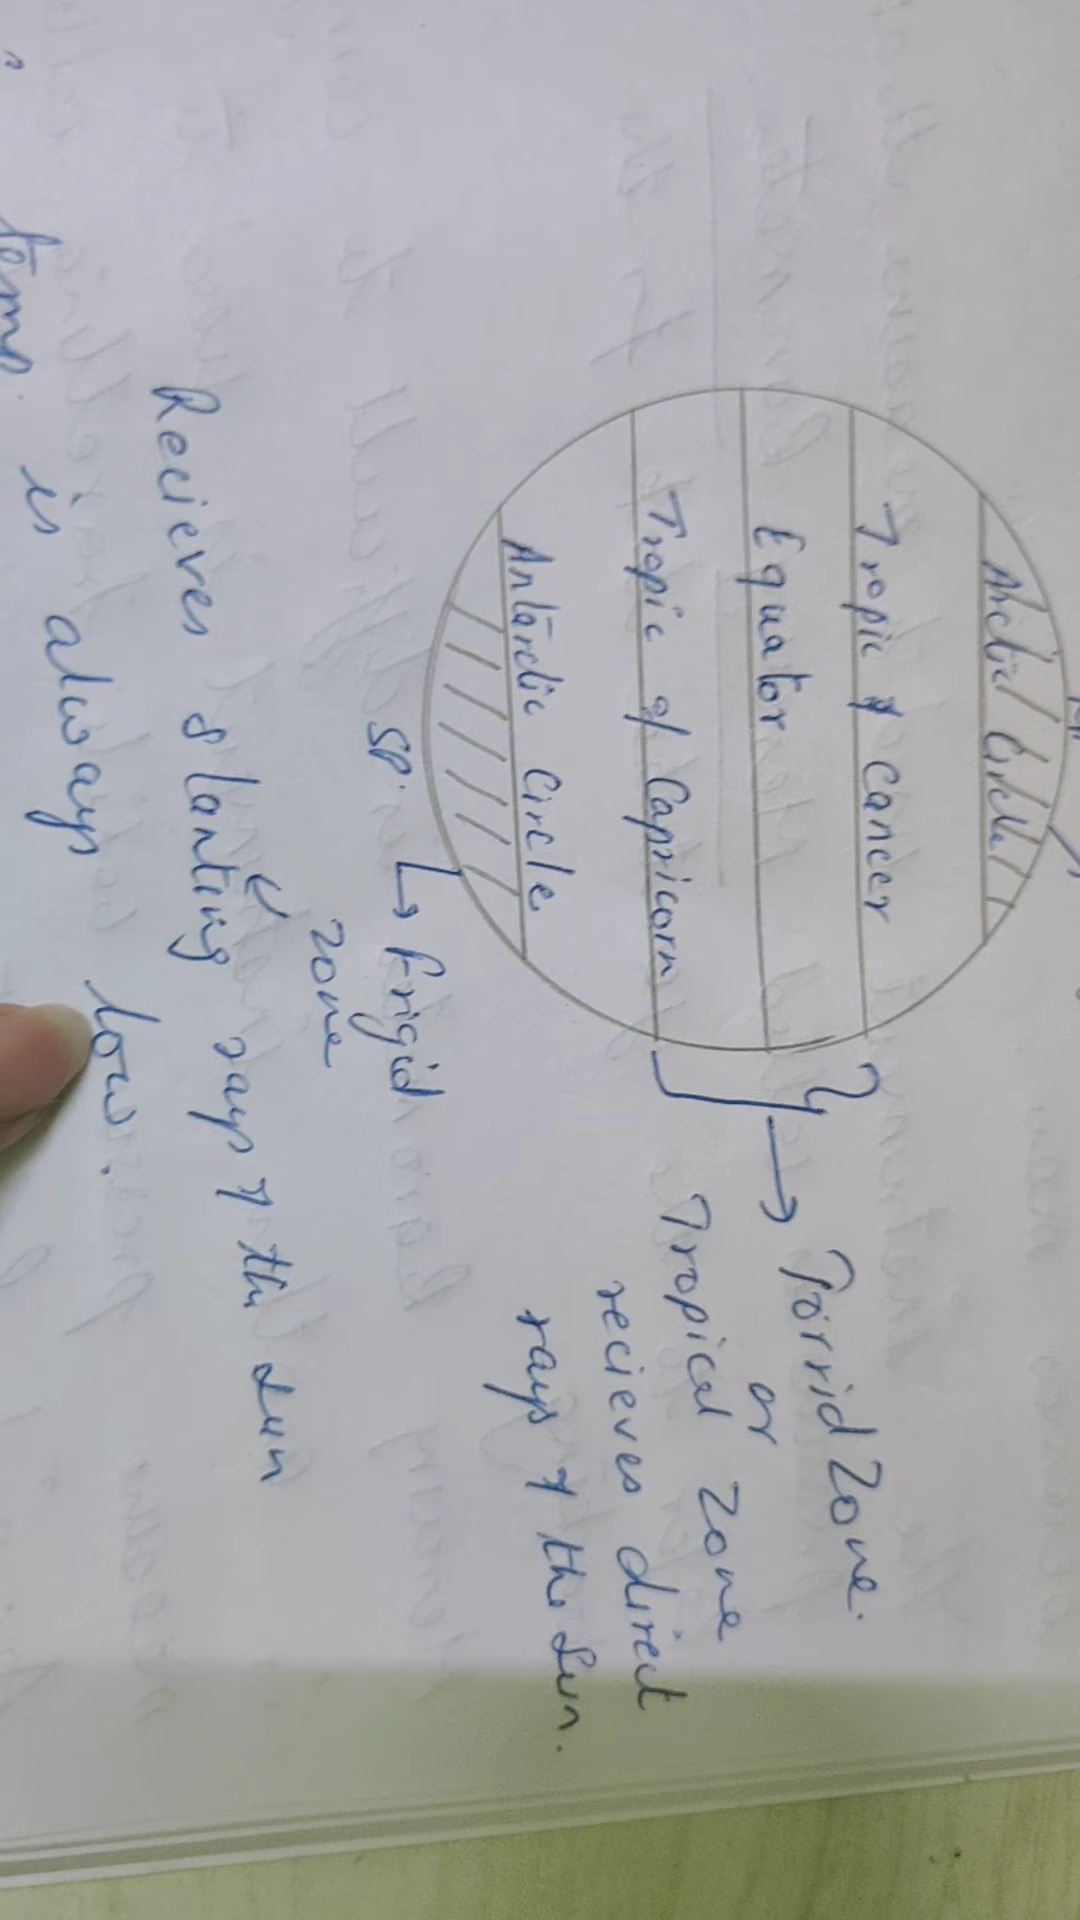 Arctic Circle
Tropic of Cancer
Equator
Tropic of Capricorn
Antarctic Circle
Torrid Zone.
or
Tropical Zone
recieves direct
rays of the Sun.
SP. ↳ Frigid
zone
Recieves slanting rays of the sun
temp. is always low.